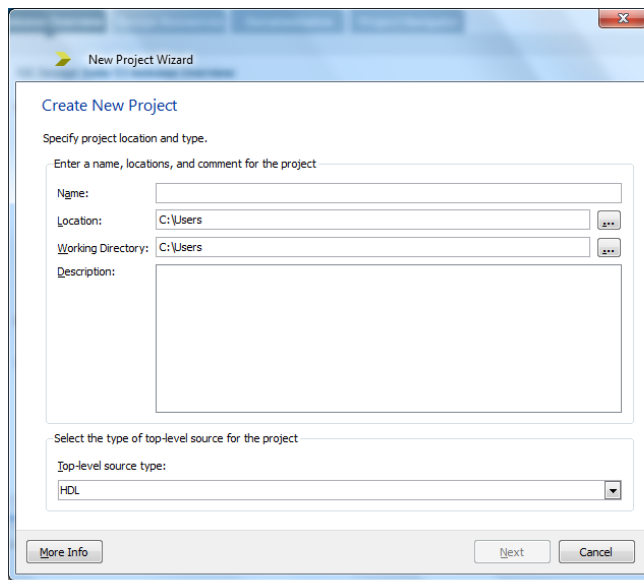 New Project Wizard
Create New Project
Specify project location and type.
Enter a name, locations, and comment for the project
Name:
Location: C:\Users ...
Working Directory: C:\Users ...
Description:
Select the type of top-level source for the project
Top-level source type:
HDL
More Info Next Cancel